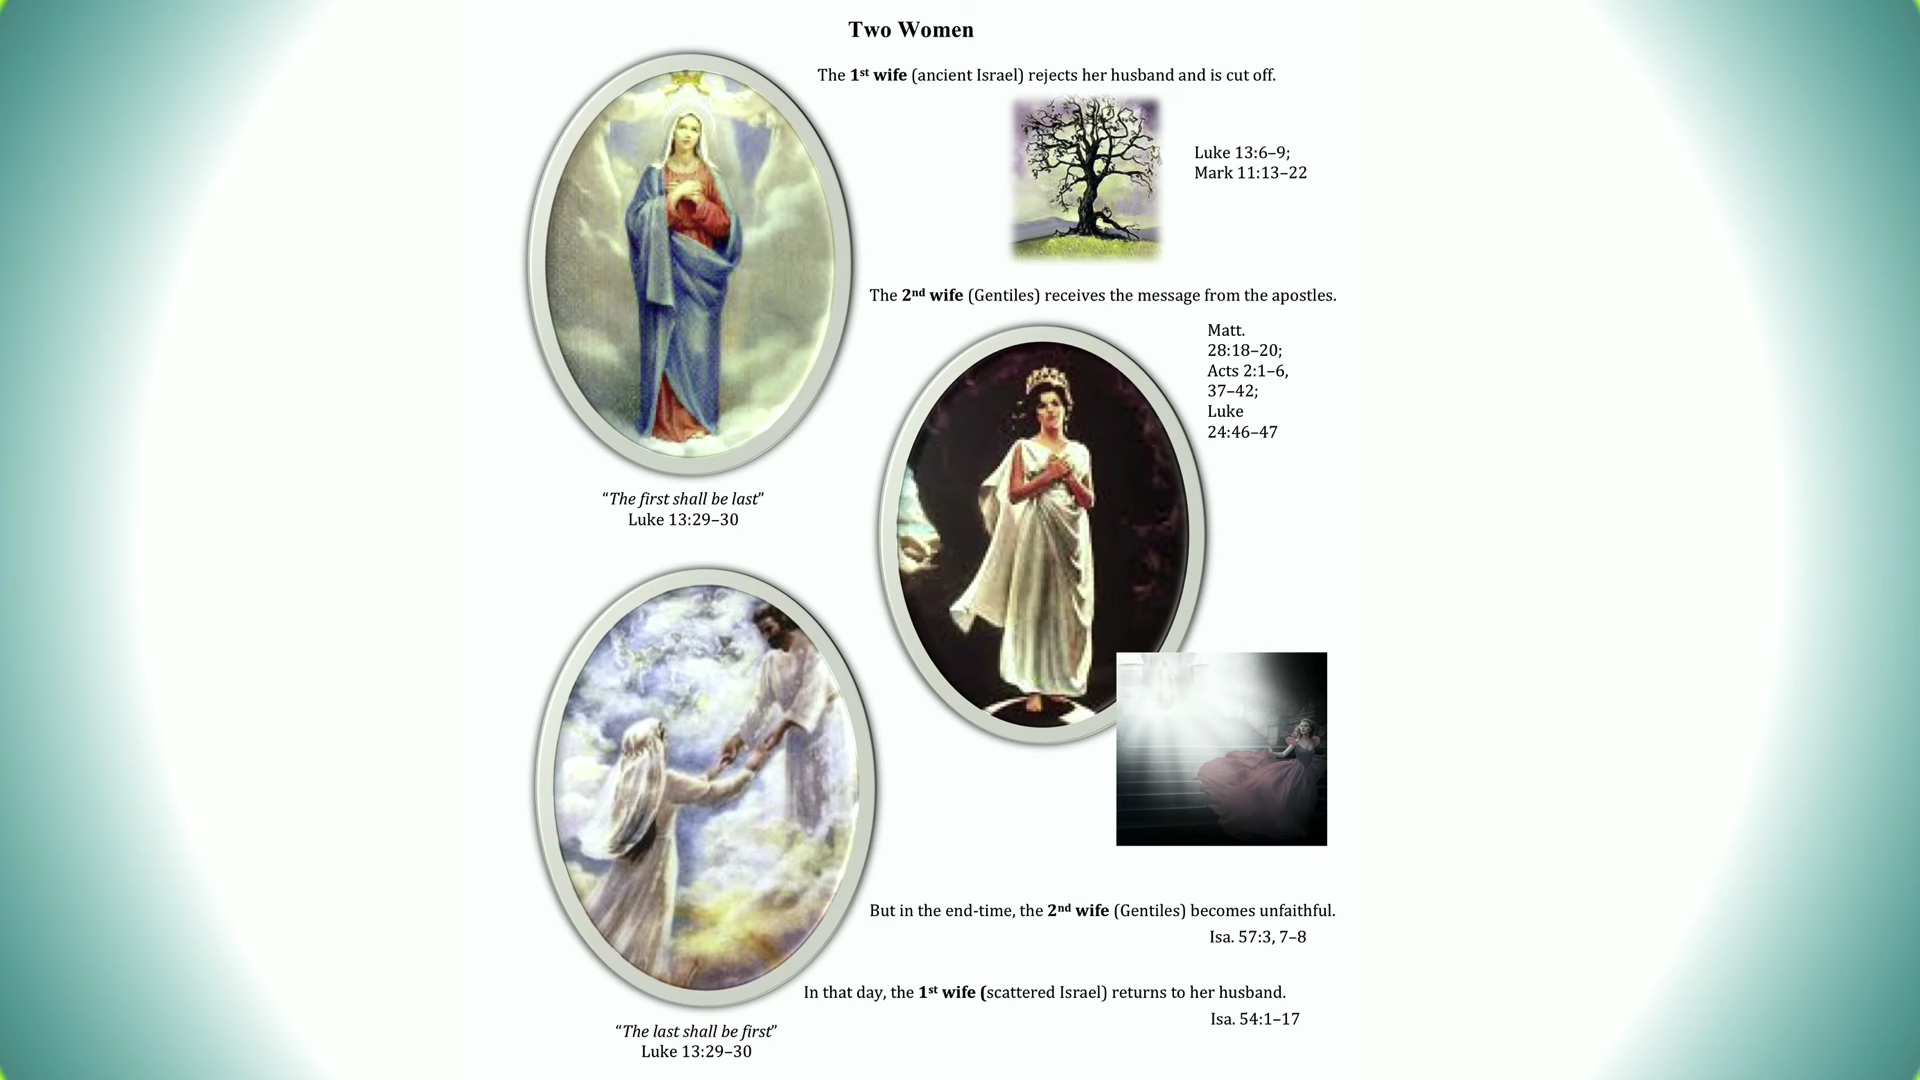 Two Women
The 1st wife (ancient Israel) rejects her husband and is cut off.
Luke 13:6–9;
Mark 11:13–22
The 2nd wife (Gentiles) receives the message from the apostles.
Matt.
28:18–20;
Acts 2:1–6,
37–42;
Luke
24:46–47
“The first shall be last”
Luke 13:29–30
But in the end-time, the 2nd wife (Gentiles) becomes unfaithful.
Isa. 57:3, 7–8
In that day, the 1st wife (scattered Israel) returns to her husband.
Isa. 54:1–17
“The last shall be first”
Luke 13:29–30